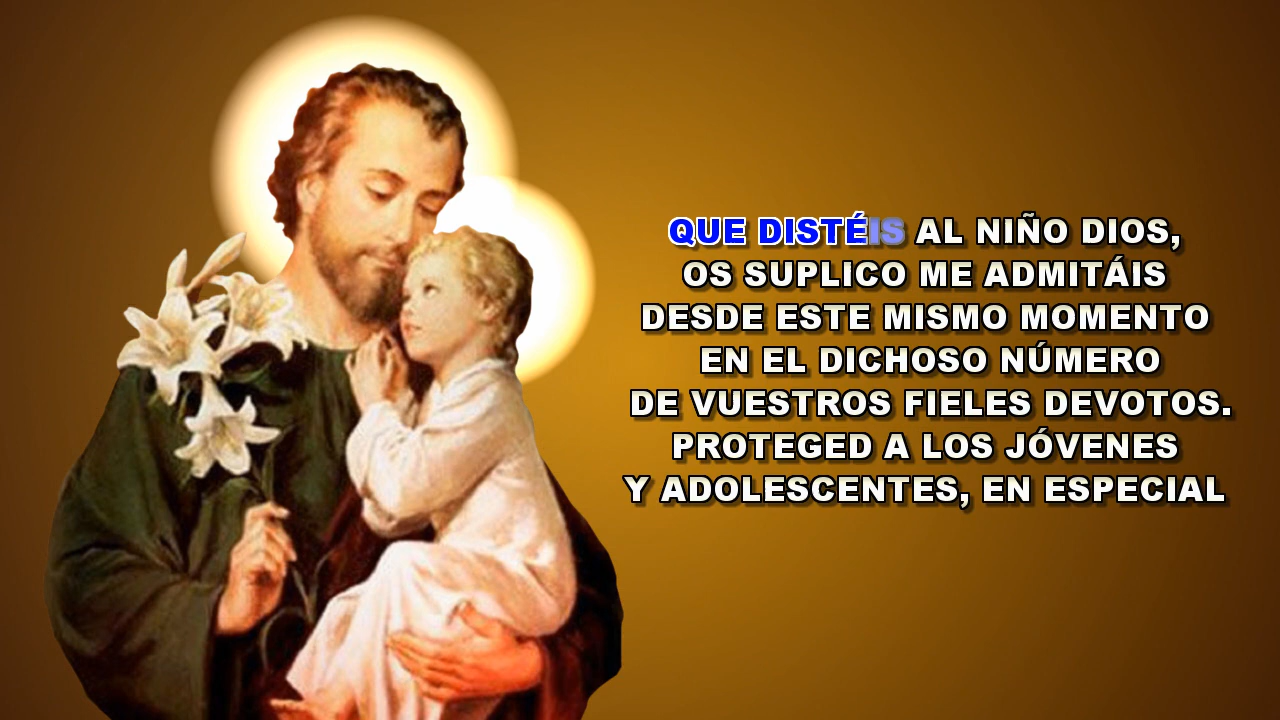 QUE DISTÉIS AL NIÑO DIOS,
OS SUPLICO ME ADMITÁIS
DESDE ESTE MISMO MOMENTO
EN EL DICHOSO NÚMERO
DE VUESTROS FIELES DEVOTOS.
PROTEGED A LOS JÓVENES
Y ADOLESCENTES, EN ESPECIAL